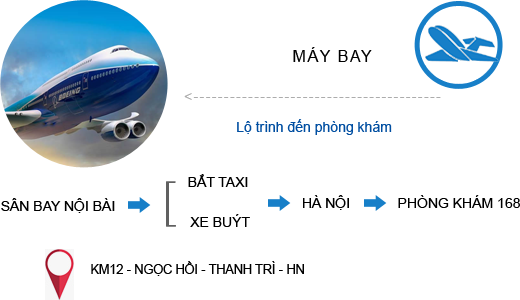 MÁY BAY
BOEING
Lộ trình đến phòng khám
BẮT TAXI
SÂN BAY NỘI BÀI
HÀ NỘI
PHÒNG KHÁM 168
XE BUÝT
KM12 - NGỌC HỒI - THANH TRÌ - HN